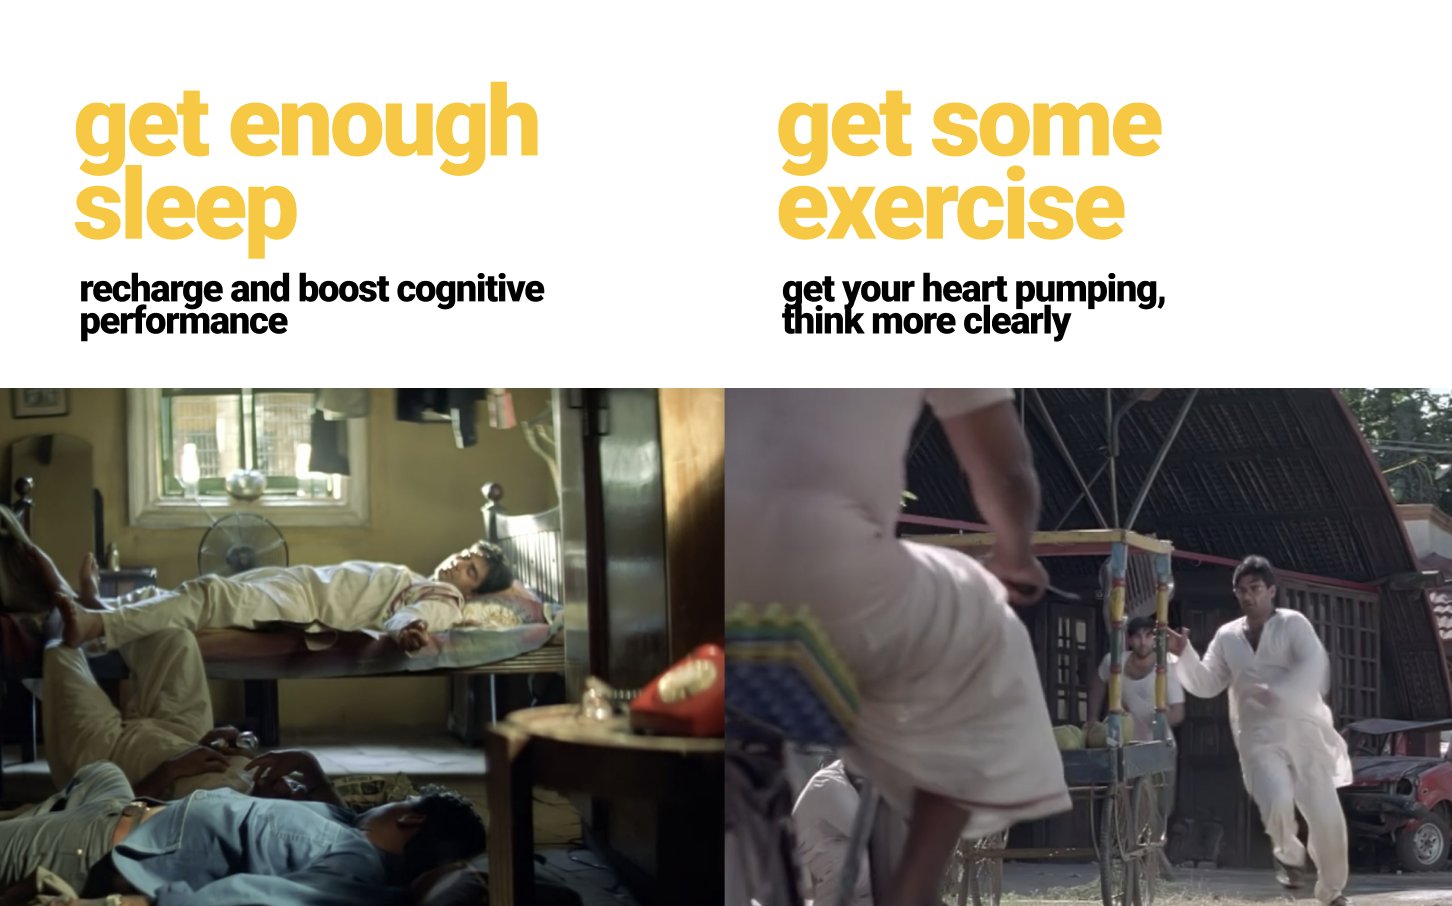 get enough
sleep
recharge and boost cognitive
performance
get some
exercise
get your heart pumping,
think more clearly